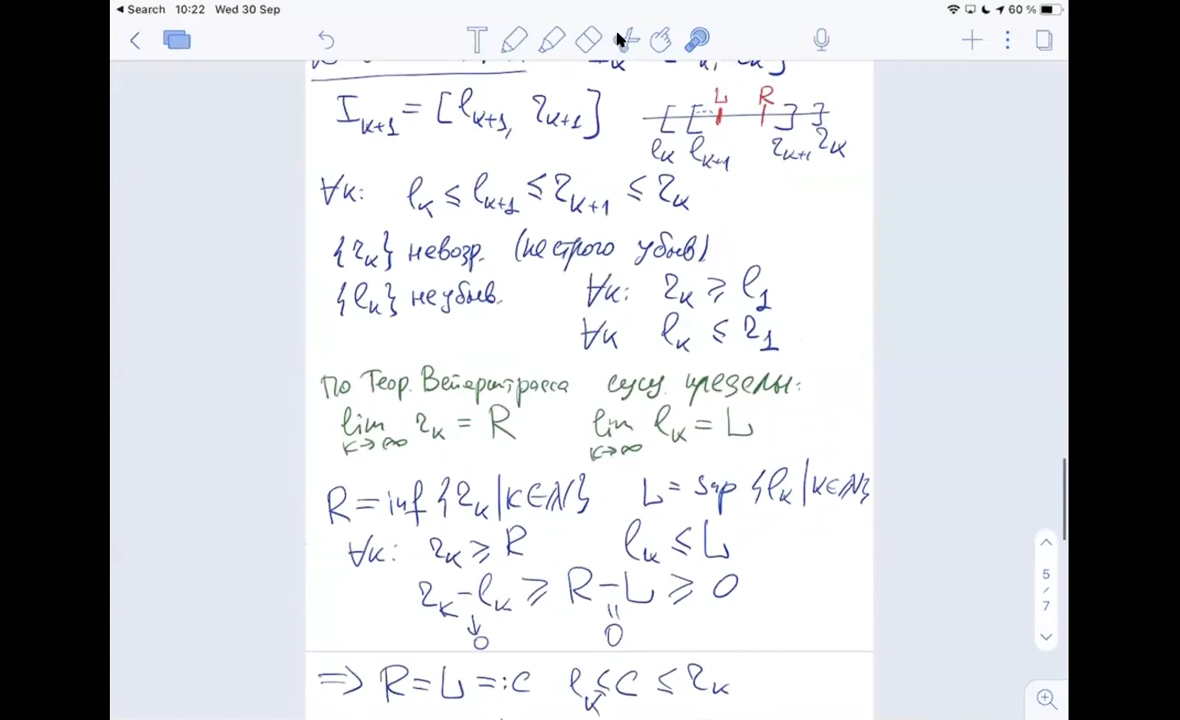 Search 10:22 Wed 30 Sep 60 %
I_{k+1} = [l_{k+1}, r_{k+1}]
L R
l_k l_{k+1} r_{k+1} r_k
∀k: l_k ≤ l_{k+1} ≤ r_{k+1} ≤ r_k
{r_k} невозр. (нестрого убыв)
{l_k} неубыв. ∀k: r_k ≥ l_1
∀k l_k ≤ r_1
По Теор. Вейерштрасса сущ. пределы:
lim_{k→∞} r_k = R lim_{k→∞} l_k = L
R = inf {r_k | k∈ℕ} L = sup {l_k | k∈ℕ}
∀k: r_k ≥ R l_k ≤ L
r_k - l_k ≥ R - L ≥ 0
↓ 0 = 0
⇒ R = L =: C l_k ≤ C ≤ r_k
5
/
7